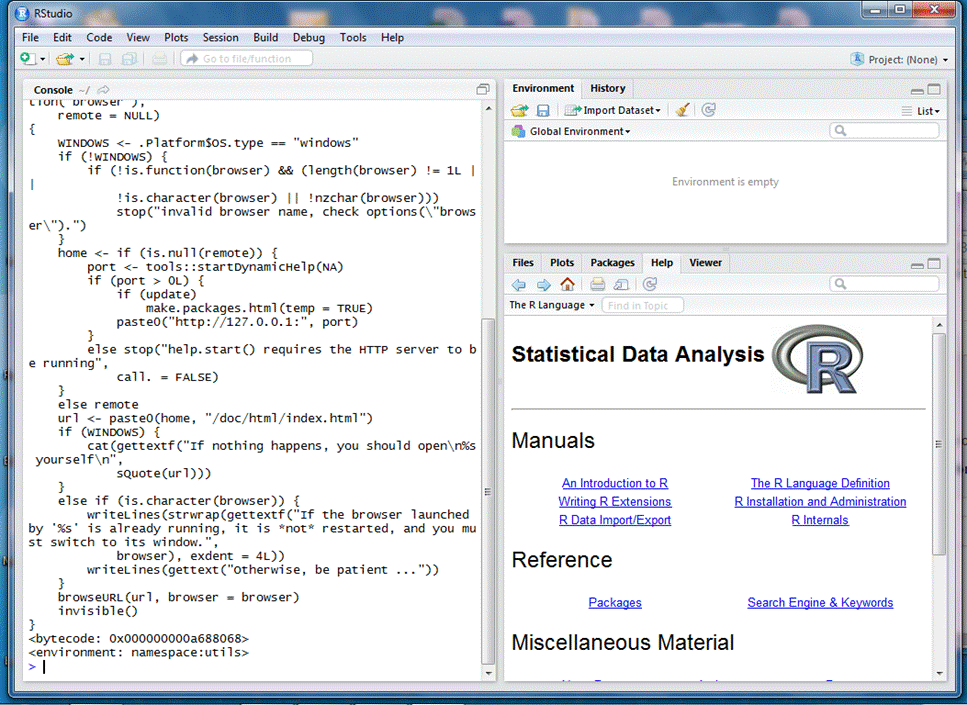 RStudio
File Edit Code View Plots Session Build Debug Tools Help
Go to file/function
Project: (None)
Console ~/
tion("browser"),
remote = NULL)
{
WINDOWS <- .Platform$OS.type == "windows"
if (!WINDOWS) {
if (!is.function(browser) && (length(browser) != 1L |
|
!is.character(browser) || !nzchar(browser)))
stop("invalid browser name, check options(\"brows
er\").")
}
home <- if (is.null(remote)) {
port <- tools::startDynamicHelp(NA)
if (port > 0L) {
if (update)
make.packages.html(temp = TRUE)
paste0("http://127.0.0.1:", port)
}
else stop("help.start() requires the HTTP server to b
e running",
call. = FALSE)
}
else remote
url <- paste0(home, "/doc/html/index.html")
if (WINDOWS) {
cat(gettextf("If nothing happens, you should open\n%s
yourself\n",
sQuote(url)))
}
else if (is.character(browser)) {
writeLines(strwrap(gettextf("If the browser launched
by '%s' is already running, it is *not* restarted, and you mu
st switch to its window.",
browser), exdent = 4L))
writeLines(gettext("Otherwise, be patient ..."))
}
browseURL(url, browser = browser)
invisible()
}
<bytecode: 0x000000000a688068>
<environment: namespace:utils>
>
Environment History
Import Dataset
List
Global Environment
Environment is empty
Files Plots Packages Help Viewer
The R Language
Find in Topic
Statistical Data Analysis R
Manuals
An Introduction to R The R Language Definition
Writing R Extensions R Installation and Administration
R Data Import/Export R Internals
Reference
Packages Search Engine & Keywords
Miscellaneous Material